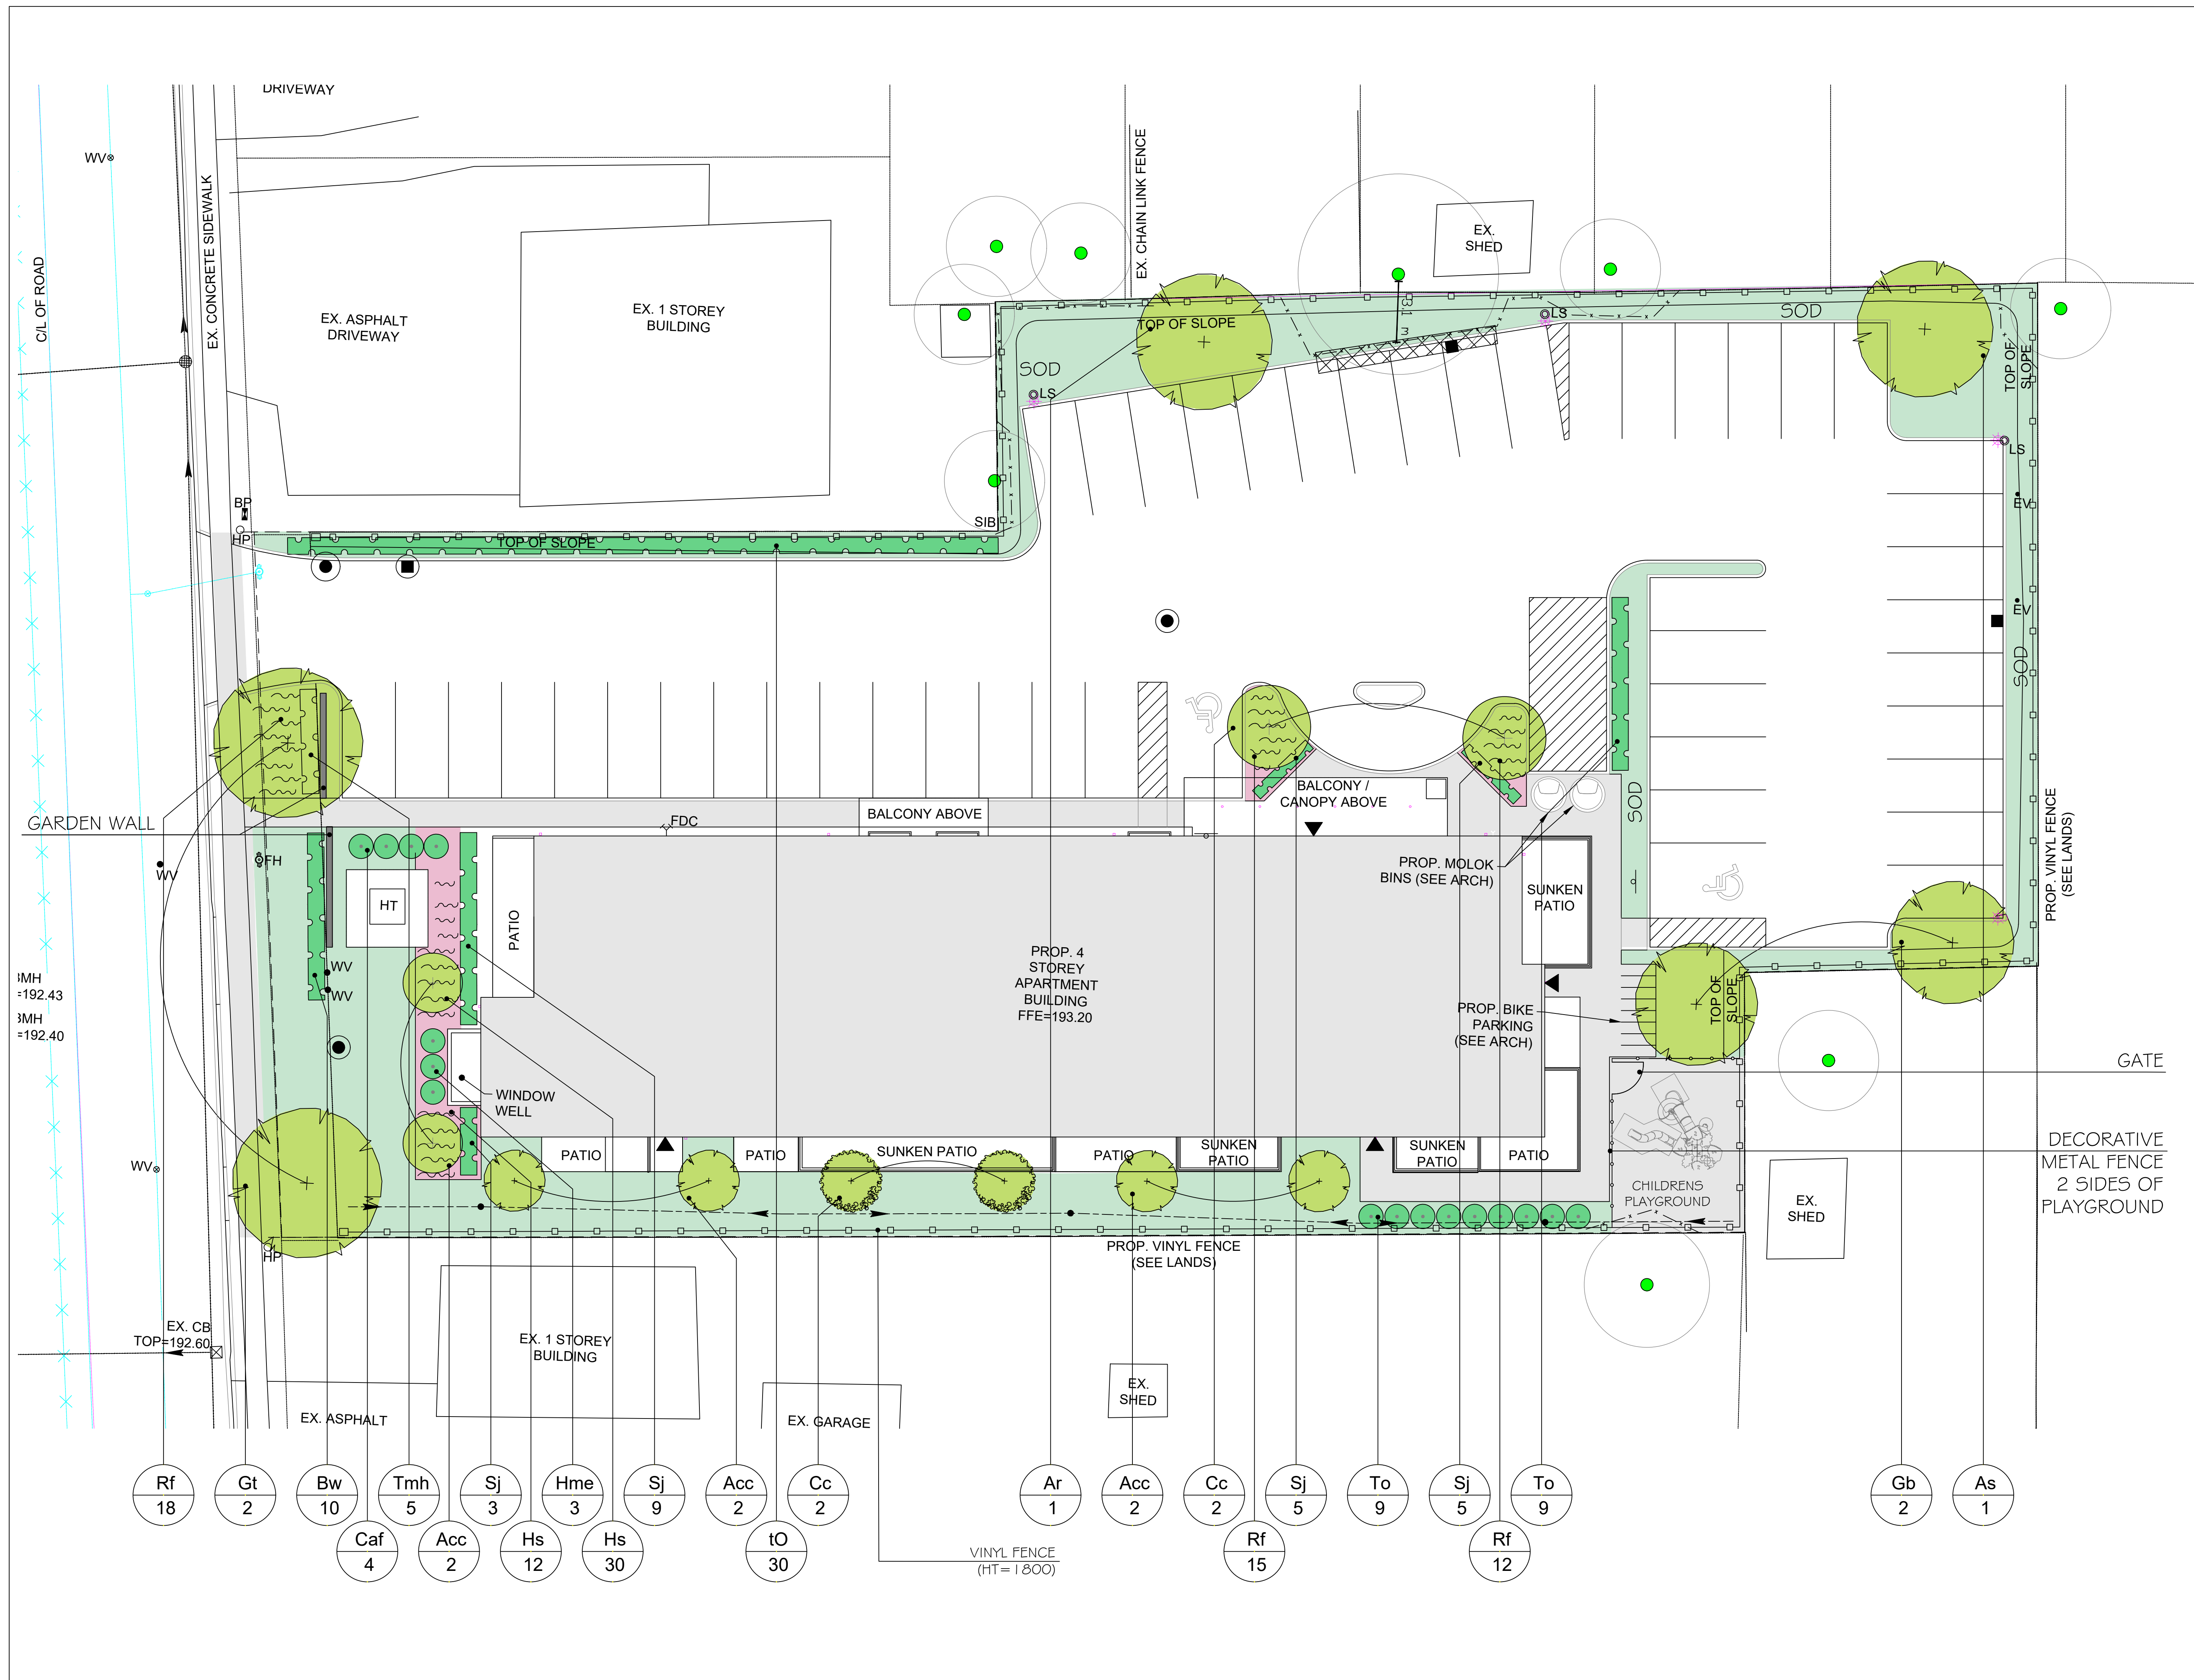 DRIVEWAY
WV
EX. CONCRETE SIDEWALK
C/L OF ROAD
EX. ASPHALT
DRIVEWAY
EX. 1 STOREY
BUILDING
EX. CHAIN LINK FENCE
EX.
SHED
TOP OF SLOPE
SOD
LS
3.1 m
LS
SOD
TOP OF
SLOPE
LS
BP
HP
SIB
TOP OF SLOPE
EV
EV
SOD
GARDEN WALL
WV
FH
HT
WV
WV
FDC
BALCONY ABOVE
BALCONY /
CANOPY ABOVE
PROP. MOLOK
BINS (SEE ARCH)
SUNKEN
PATIO
SOD
PROP. VINYL FENCE
(SEE LANDS)
PATIO
PROP. 4
STOREY
APARTMENT
BUILDING
FFE=193.20
PROP. BIKE
PARKING
(SEE ARCH)
TOP OF
SLOPE
=192.43
=192.40
WINDOW
WELL
GATE
WV
PATIO
PATIO
SUNKEN PATIO
PATIO
SUNKEN
PATIO
SUNKEN
PATIO
PATIO
CHILDRENS
PLAYGROUND
DECORATIVE
METAL FENCE
2 SIDES OF
PLAYGROUND
EX.
SHED
HP
PROP. VINYL FENCE
(SEE LANDS)
EX. CB
TOP=192.60
EX. 1 STOREY
BUILDING
EX. ASPHALT
EX. GARAGE
EX.
SHED
Rf
18
Gt
2
Bw
10
Tmh
5
Sj
3
Hme
3
Sj
9
Acc
2
Cc
2
Ar
1
Acc
2
Cc
2
Sj
5
To
9
Sj
5
To
9
Gb
2
As
1
Caf
4
Acc
2
Hs
12
Hs
30
tO
30
VINYL FENCE
(HT=1800)
Rf
15
Rf
12